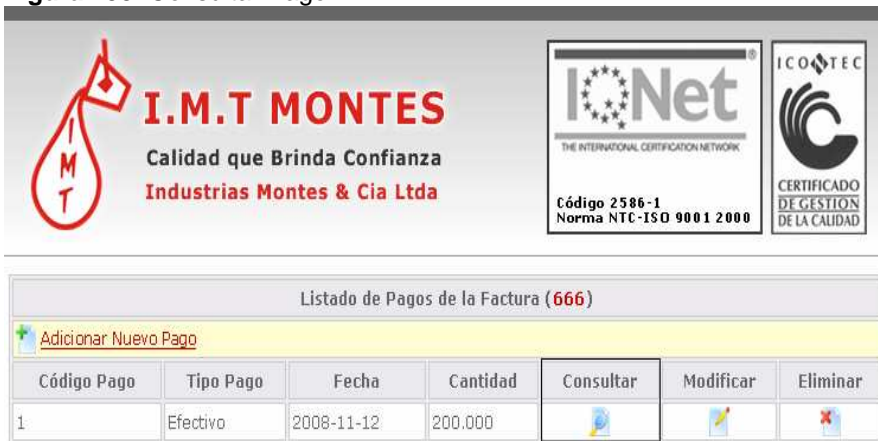 I.M.T MONTES
Calidad que Brinda Confianza
Industrias Montes & Cia Ltda
I
M
T
IQNet ®
THE INTERNATIONAL CERTIFICATION NETWORK
Código 2586-1
Norma NTC-ISO 9001 2000
ICONTEC
CERTIFICADO
DE GESTION
DE LA CALIDAD
Listado de Pagos de la Factura (666)
Adicionar Nuevo Pago
Código Pago Tipo Pago Fecha Cantidad Consultar Modificar Eliminar
1 Efectivo 2008-11-12 200.000